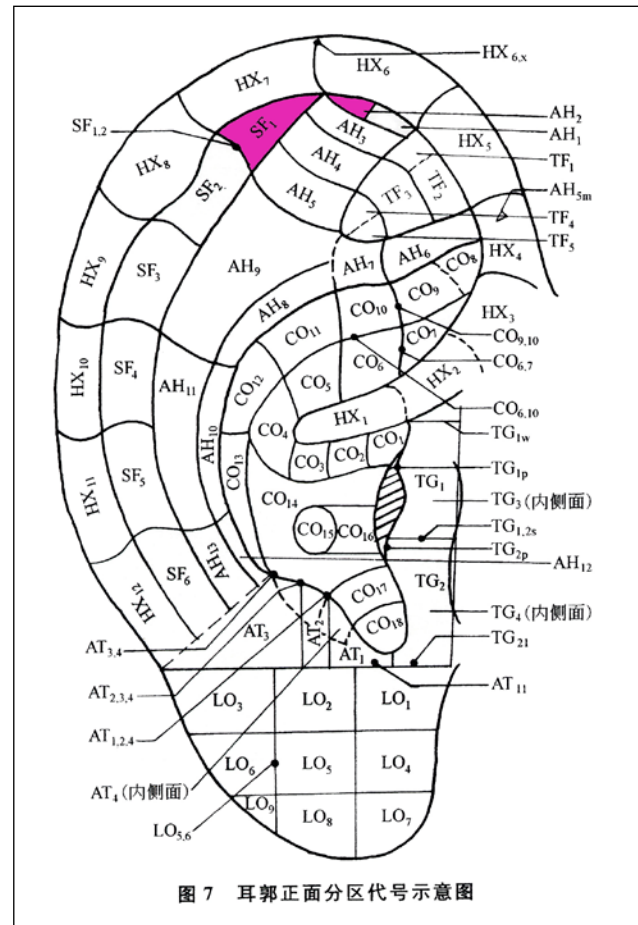 HX6,x
HX7
HX6
AH2
SF1
AH1
SF1,2
AH3
HX5
TF1
HX8
AH4
SF2
TF3
TF2
AH5m
AH5
TF4
HX4
TF5
HX9
SF3
AH9
AH7
AH6
CO8
CO9
AH8
HX3
CO10
CO9,10
CO11
CO7
HX10
SF4
CO6
CO6,7
AH11
CO12
CO5
HX2
HX1
CO6,10
CO4
TG1w
AH10
CO13
CO3
CO2
CO1
TG1p
TG1
HX11
SF5
CO14
TG3(内侧面)
CO15
CO16
TG1,2s
TG2p
AH13
AH12
HX12
SF6
CO17
TG2
AT3
AT2
CO18
TG4(内侧面)
AT3,4
AT1
TG21
AT2,3,4
AT11
LO3
LO2
LO1
AT1,2,4
LO6
LO5
LO4
AT4(内侧面)
LO9
LO8
LO7
LO5,6
图 7 耳郭正面分区代号示意图